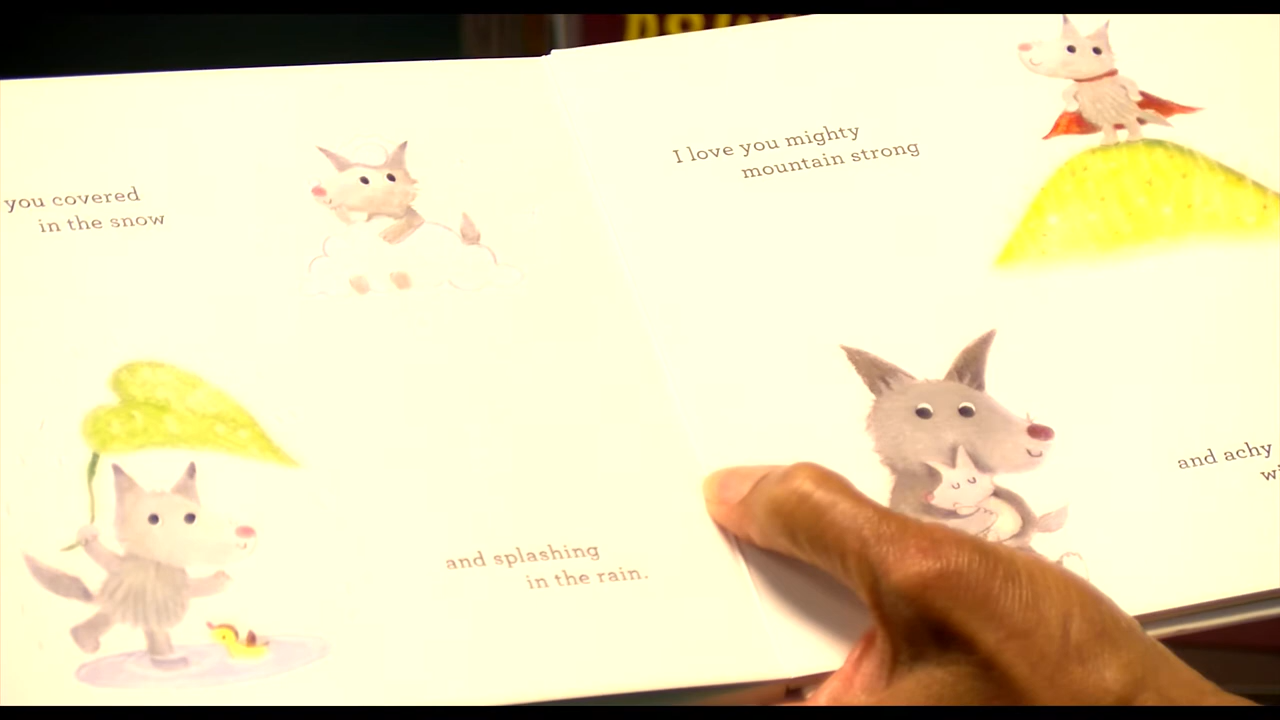 you covered
in the snow
and splashing
in the rain.
I love you mighty
mountain strong
and achy